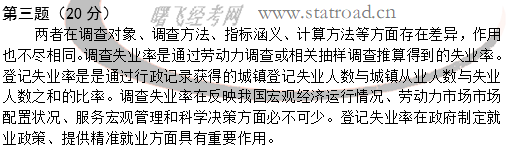 第三题（20 分）
曙飞经考网 www.statroad.cn
两者在调查对象、调查方法、指标涵义、计算方法等方面存在差异，作用
也不尽相同。调查失业率是通过劳动力调查或相关抽样调查推算得到的失业率。
登记失业率是是通过行政记录获得的城镇登记失业人数与城镇从业人数与失业
人数之和的比率。调查失业率在反映我国宏观经济运行情况、劳动力市场市场
配置状况、服务宏观管理和科学决策方面必不可少。登记失业率在政府制定就
业政策、提供精准就业方面具有重要作用。